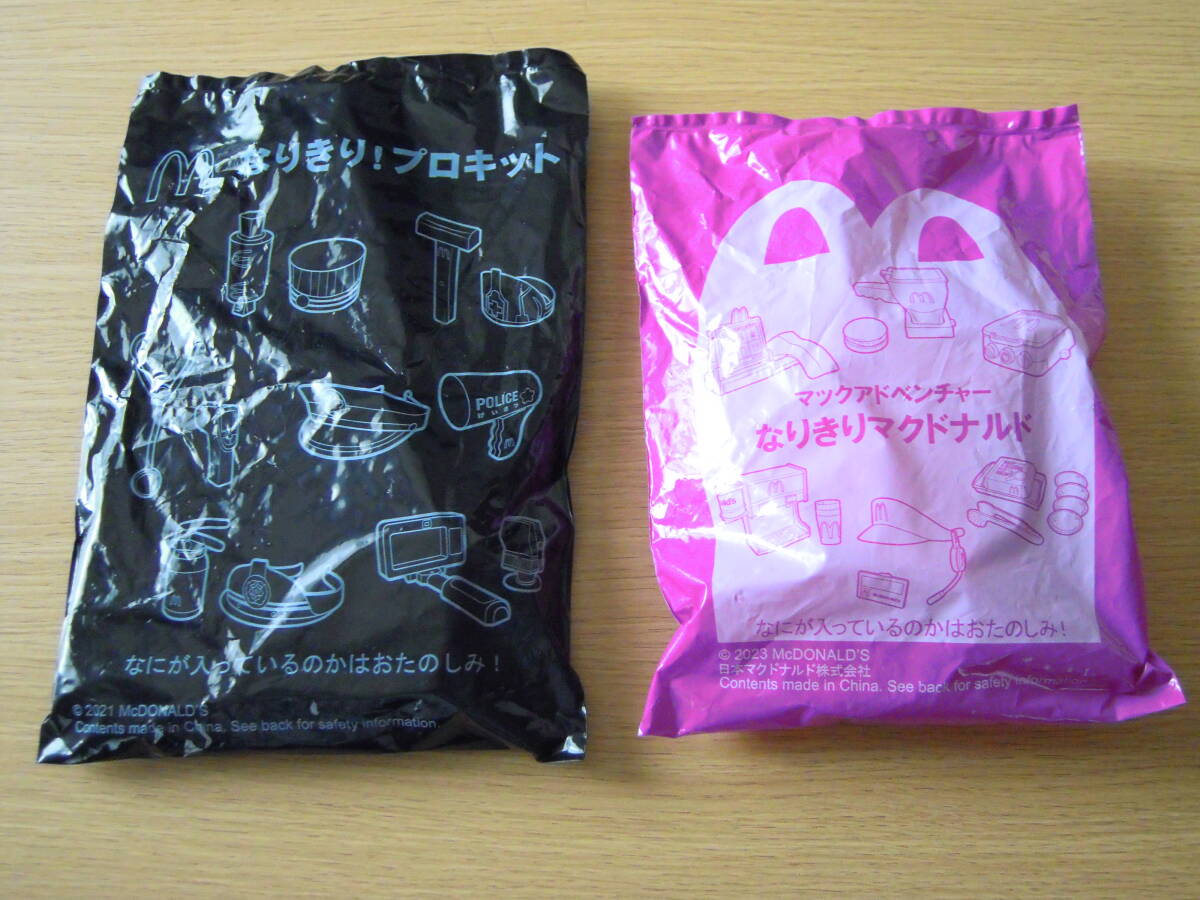 なりきり！プロキット
POLICE
けいさつ
なにが入っているのかはおたのしみ！
© 2021 McDONALD'S
Contents made in China. See back for safety information.
マックアドベンチャー
なりきりマクドナルド
なにが入っているのかはおたのしみ！
© 2023 McDONALD'S
日本マクドナルド株式会社
Contents made in China. See back for safety information.